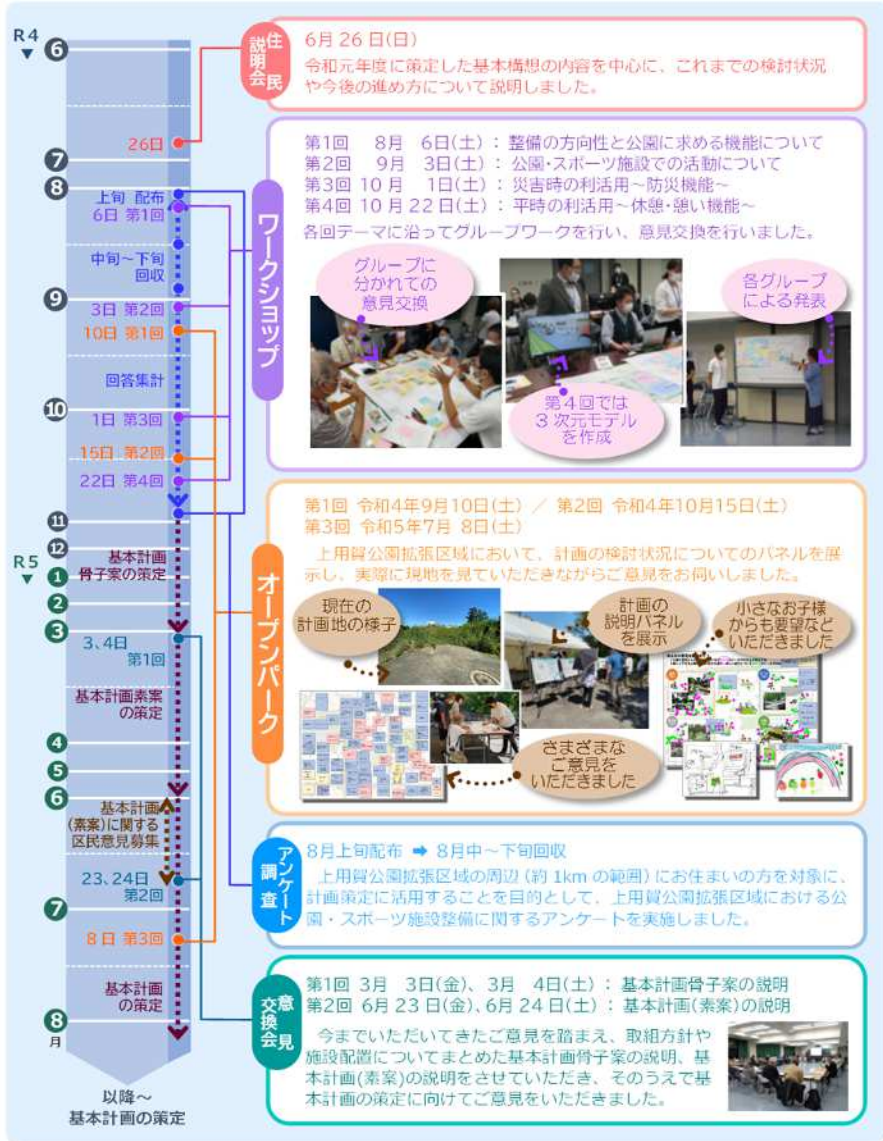 R4
6
26日
7
8
上旬 配布
6日 第1回
中旬～下旬
回収
9
3日 第2回
10日 第1回
回答集計
10
1日 第3回
15日 第2回
22日 第4回
11
12
基本計画
骨子案の策定
R5
1
2
3
3、4日
第1回
基本計画素案
の策定
4
5
6
基本計画
(素案)に関する
区民意見募集
23、24日
第2回
7
8日 第3回
基本計画
の策定
8
月
以降～
基本計画の策定
住民説明会
6月26日(日)
令和元年度に策定した基本構想の内容を中心に、これまでの検討状況
や今後の進め方について説明しました。
ワークショップ
第1回 8月 6日(土)：整備の方向性と公園に求める機能について
第2回 9月 3日(土)：公園・スポーツ施設での活動について
第3回 10月 1日(土)：災害時の利活用～防災機能～
第4回 10月22日(土)：平時の利活用～休憩・憩い機能～
各回テーマに沿ってグループワークを行い、意見交換を行いました。
グループに
分かれての
意見交換
第4回では
3次元モデル
を作成
各グループ
による発表
オープンパーク
第1回 令和4年9月10日(土) ／ 第2回 令和4年10月15日(土)
第3回 令和5年7月 8日(土)
上用賀公園拡張区域において、計画の検討状況についてのパネルを展
示し、実際に現地を見ていただきながらご意見をお伺いしました。
現在の
計画地の様子
計画の
説明パネル
を展示
小さなお子様
からも要望など
いただきました
さまざまな
ご意見を
いただきました
アンケート調査
8月上旬配布 ➡ 8月中～下旬回収
上用賀公園拡張区域の周辺(約1kmの範囲)にお住まいの方を対象に、
計画策定に活用することを目的として、上用賀公園拡張区域における公
園・スポーツ施設整備に関するアンケートを実施しました。
意見交換会
第1回 3月 3日(金)、3月 4日(土)：基本計画骨子案の説明
第2回 6月23日(金)、6月24日(土)：基本計画(素案)の説明
今までいただいてきたご意見を踏まえ、取組方針や
施設配置についてまとめた基本計画骨子案の説明、基
本計画(素案)の説明をさせていただき、そのうえで基
本計画の策定に向けてご意見をいただきました。